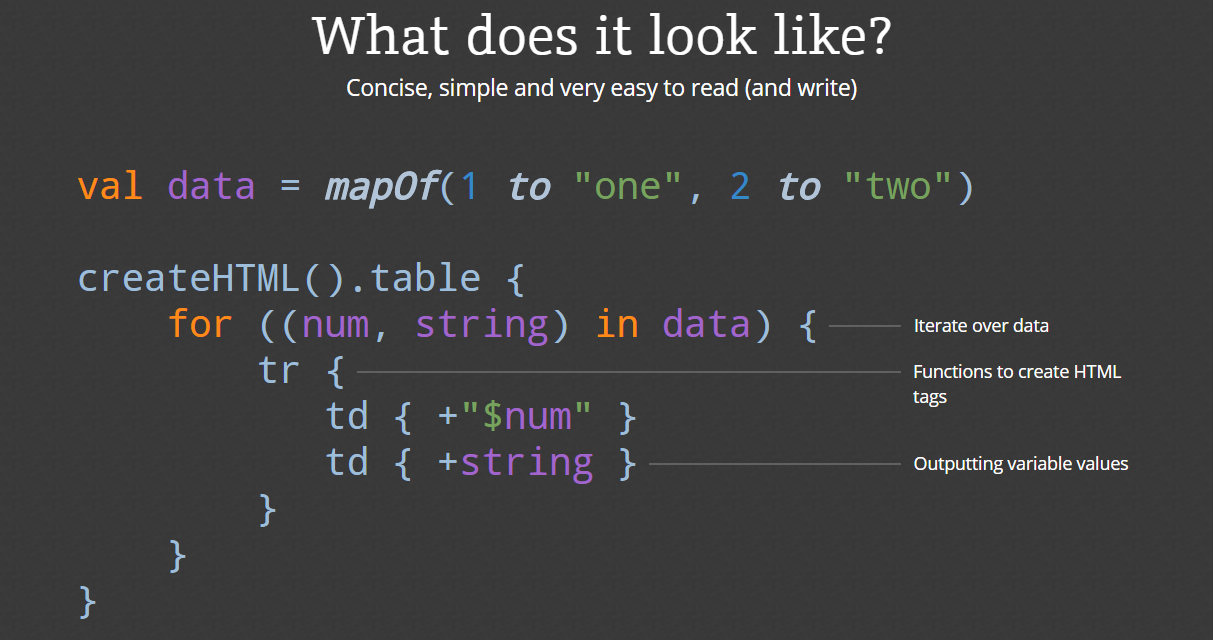 What does it look like?
Concise, simple and very easy to read (and write)
val data = mapOf(1 to "one", 2 to "two")
createHTML().table {
    for ((num, string) in data) {
Iterate over data
        tr {
Functions to create HTML
tags
            td { +"$num" }
            td { +string }
Outputting variable values
        }
    }
}